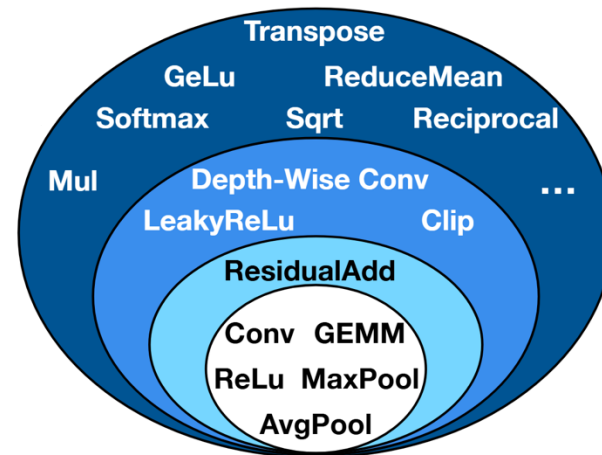 Transpose
GeLu ReduceMean
Softmax Sqrt Reciprocal
Mul Depth-Wise Conv ...
LeakyReLu Clip
ResidualAdd
Conv GEMM
ReLu MaxPool
AvgPool